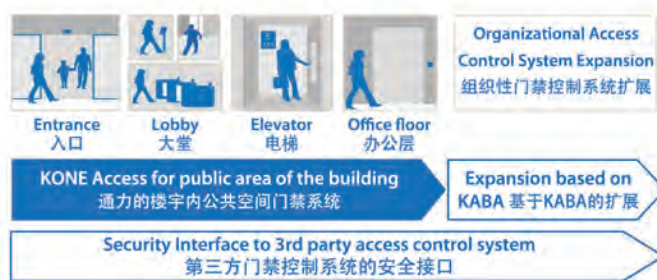 Organizational Access
Control System Expansion
组织性门禁控制系统扩展
Entrance
入口
Lobby
大堂
Elevator
电梯
Office floor
办公层
KONE Access for public area of the building
通力的楼宇内公共空间门禁系统
Expansion based on
KABA 基于KABA的扩展
Security Interface to 3rd party access control system
第三方门禁控制系统的安全接口